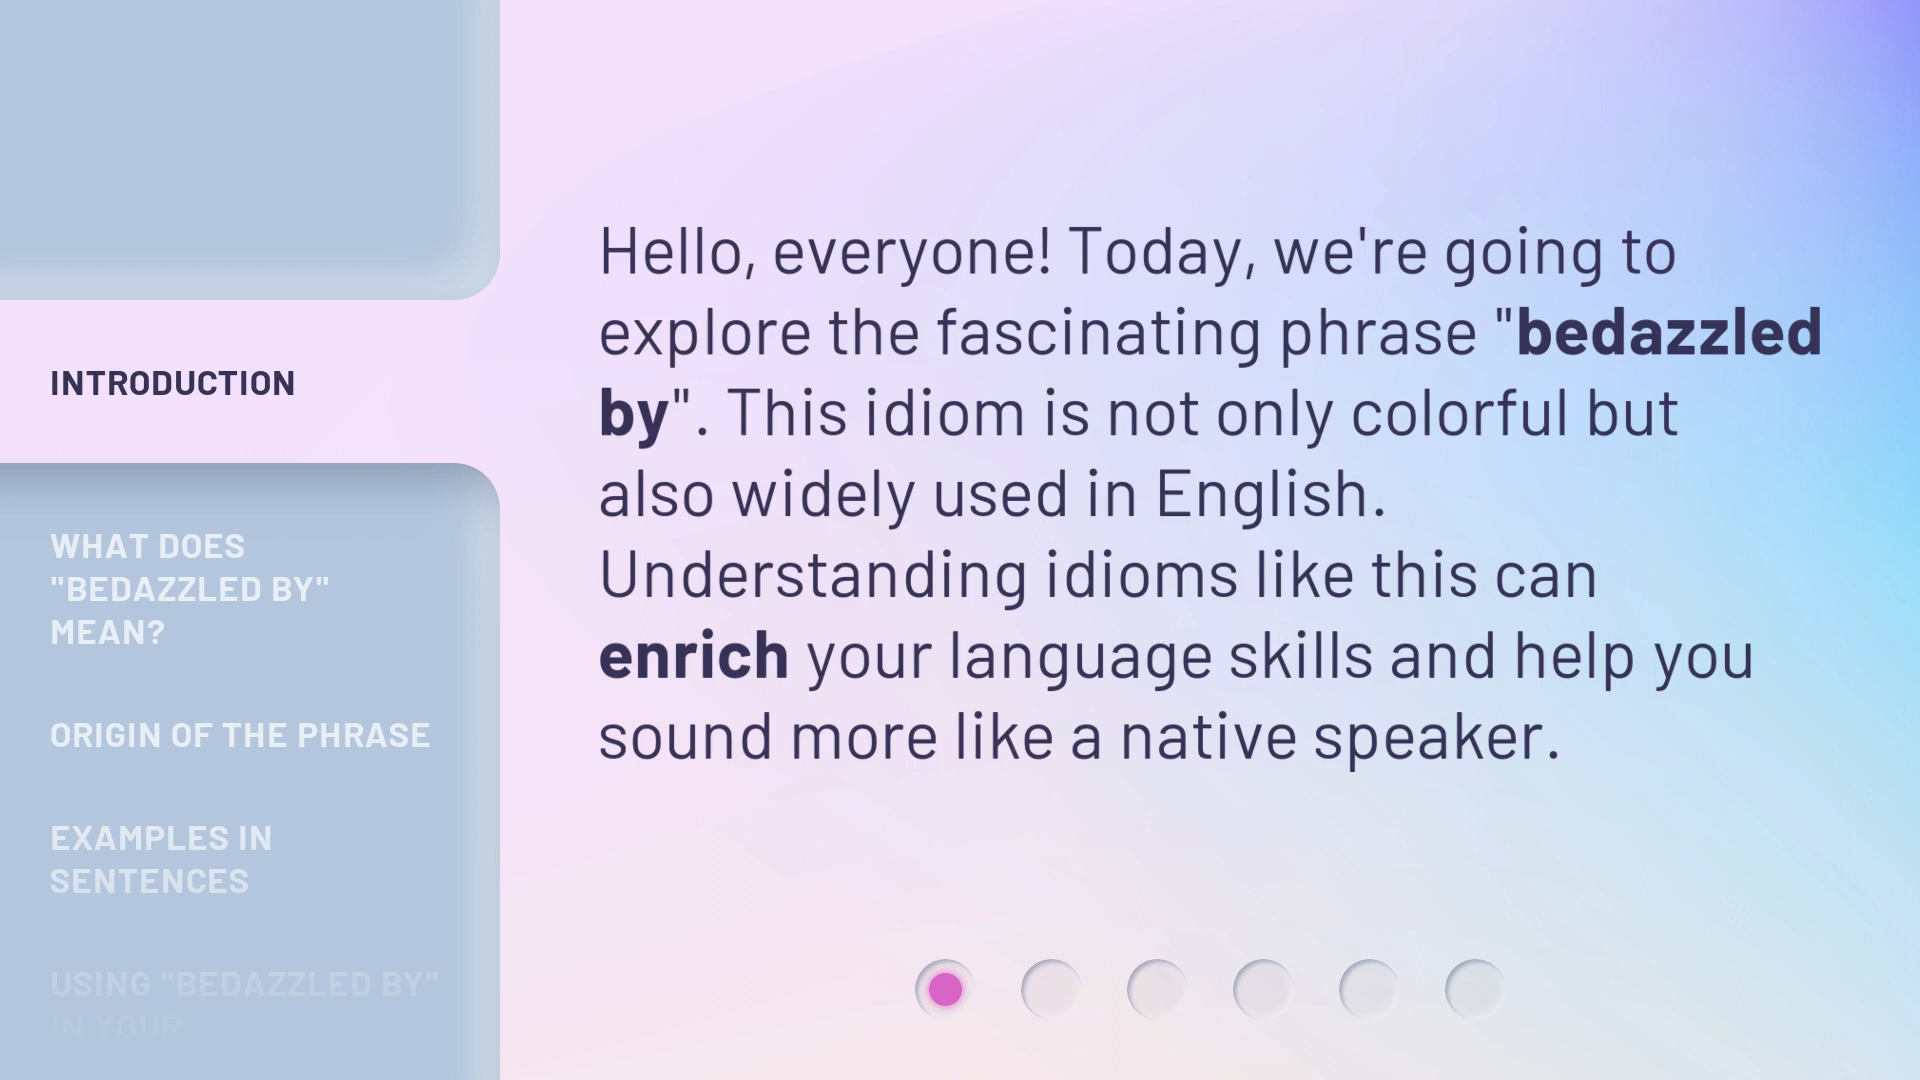 INTRODUCTION
WHAT DOES
"BEDAZZLED BY"
MEAN?
ORIGIN OF THE PHRASE
EXAMPLES IN
SENTENCES
USING "BEDAZZLED BY"
IN YOUR
Hello, everyone! Today, we're going to
explore the fascinating phrase "bedazzled
by". This idiom is not only colorful but
also widely used in English.
Understanding idioms like this can
enrich your language skills and help you
sound more like a native speaker.